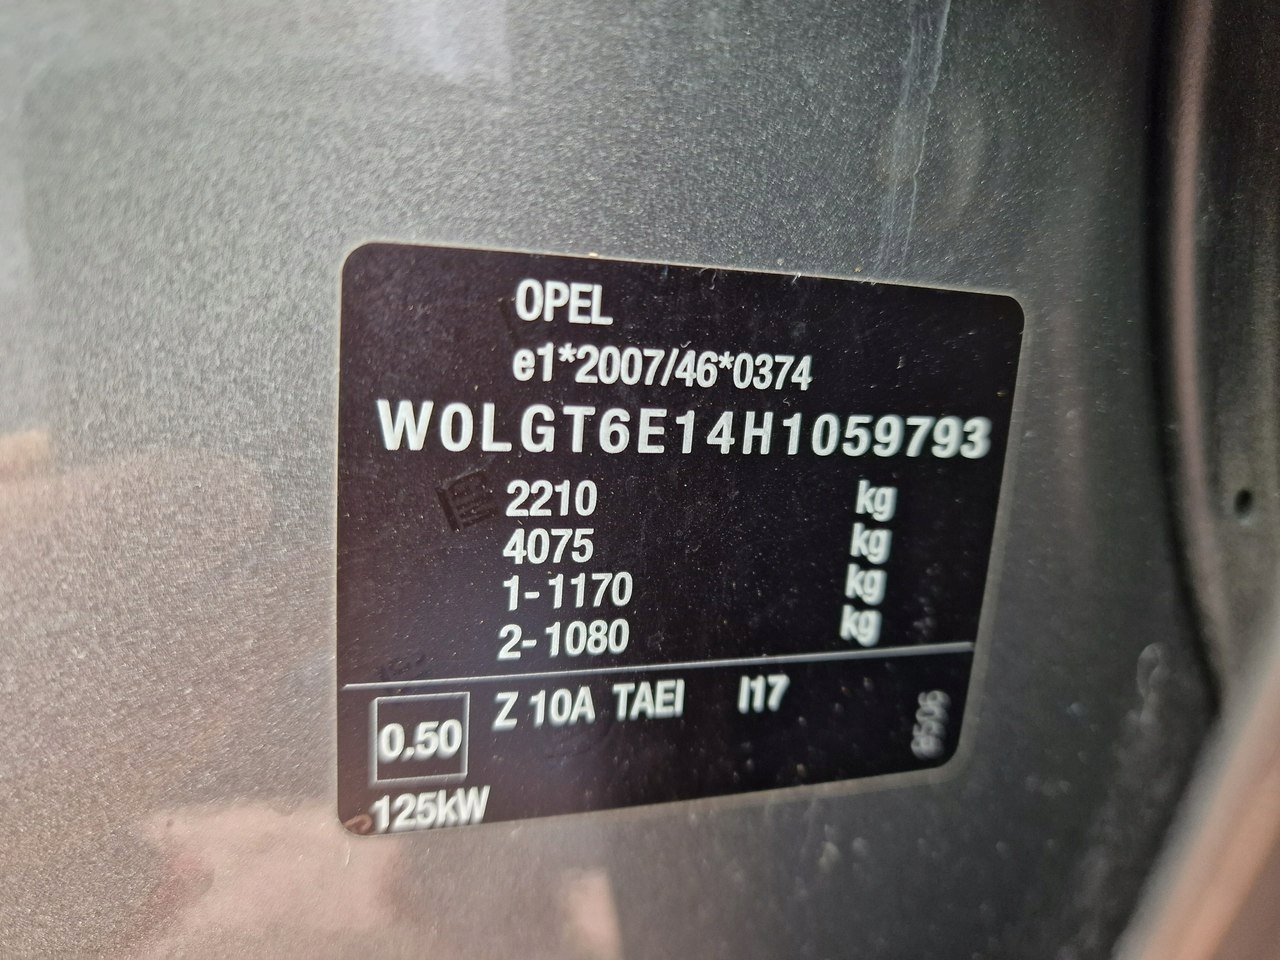 OPEL
e1*2007/46*0374
W0LGT6E14H1059793
2210 kg
4075 kg
1-1170 kg
2-1080 kg
Z 10A TAEI I17
0.50
125kW